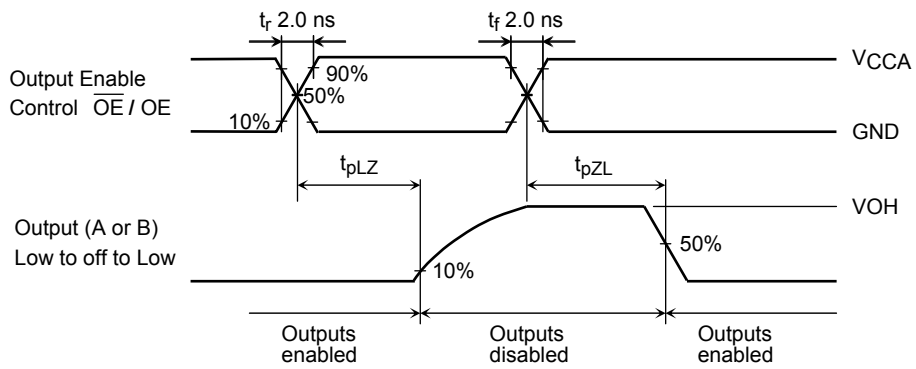 tr 2.0 ns
tf 2.0 ns
Output Enable
Control OE / OE
90%
50%
10%
VCCA
GND
tpLZ
tpZL
Output (A or B)
Low to off to Low
VOH
50%
10%
Outputs
enabled
Outputs
disabled
Outputs
enabled